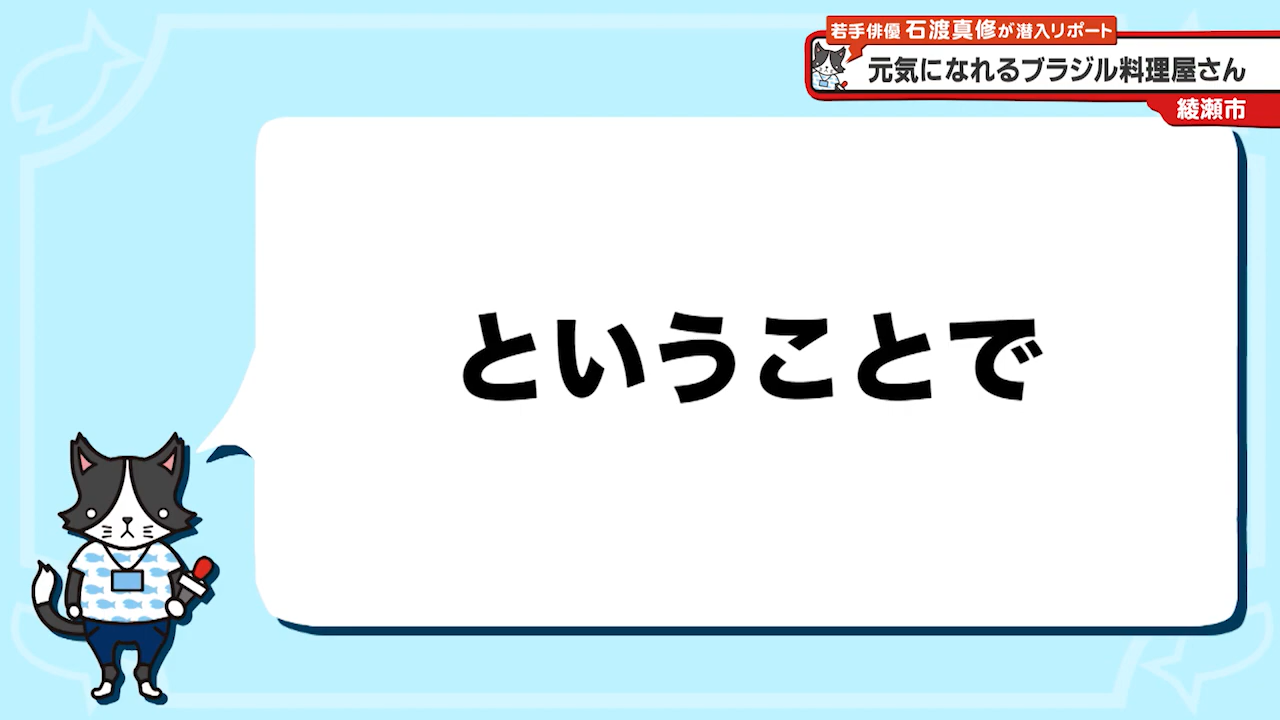 若手俳優 石渡真修が潜入リポート
元気になれるブラジル料理屋さん
綾瀬市
ということで